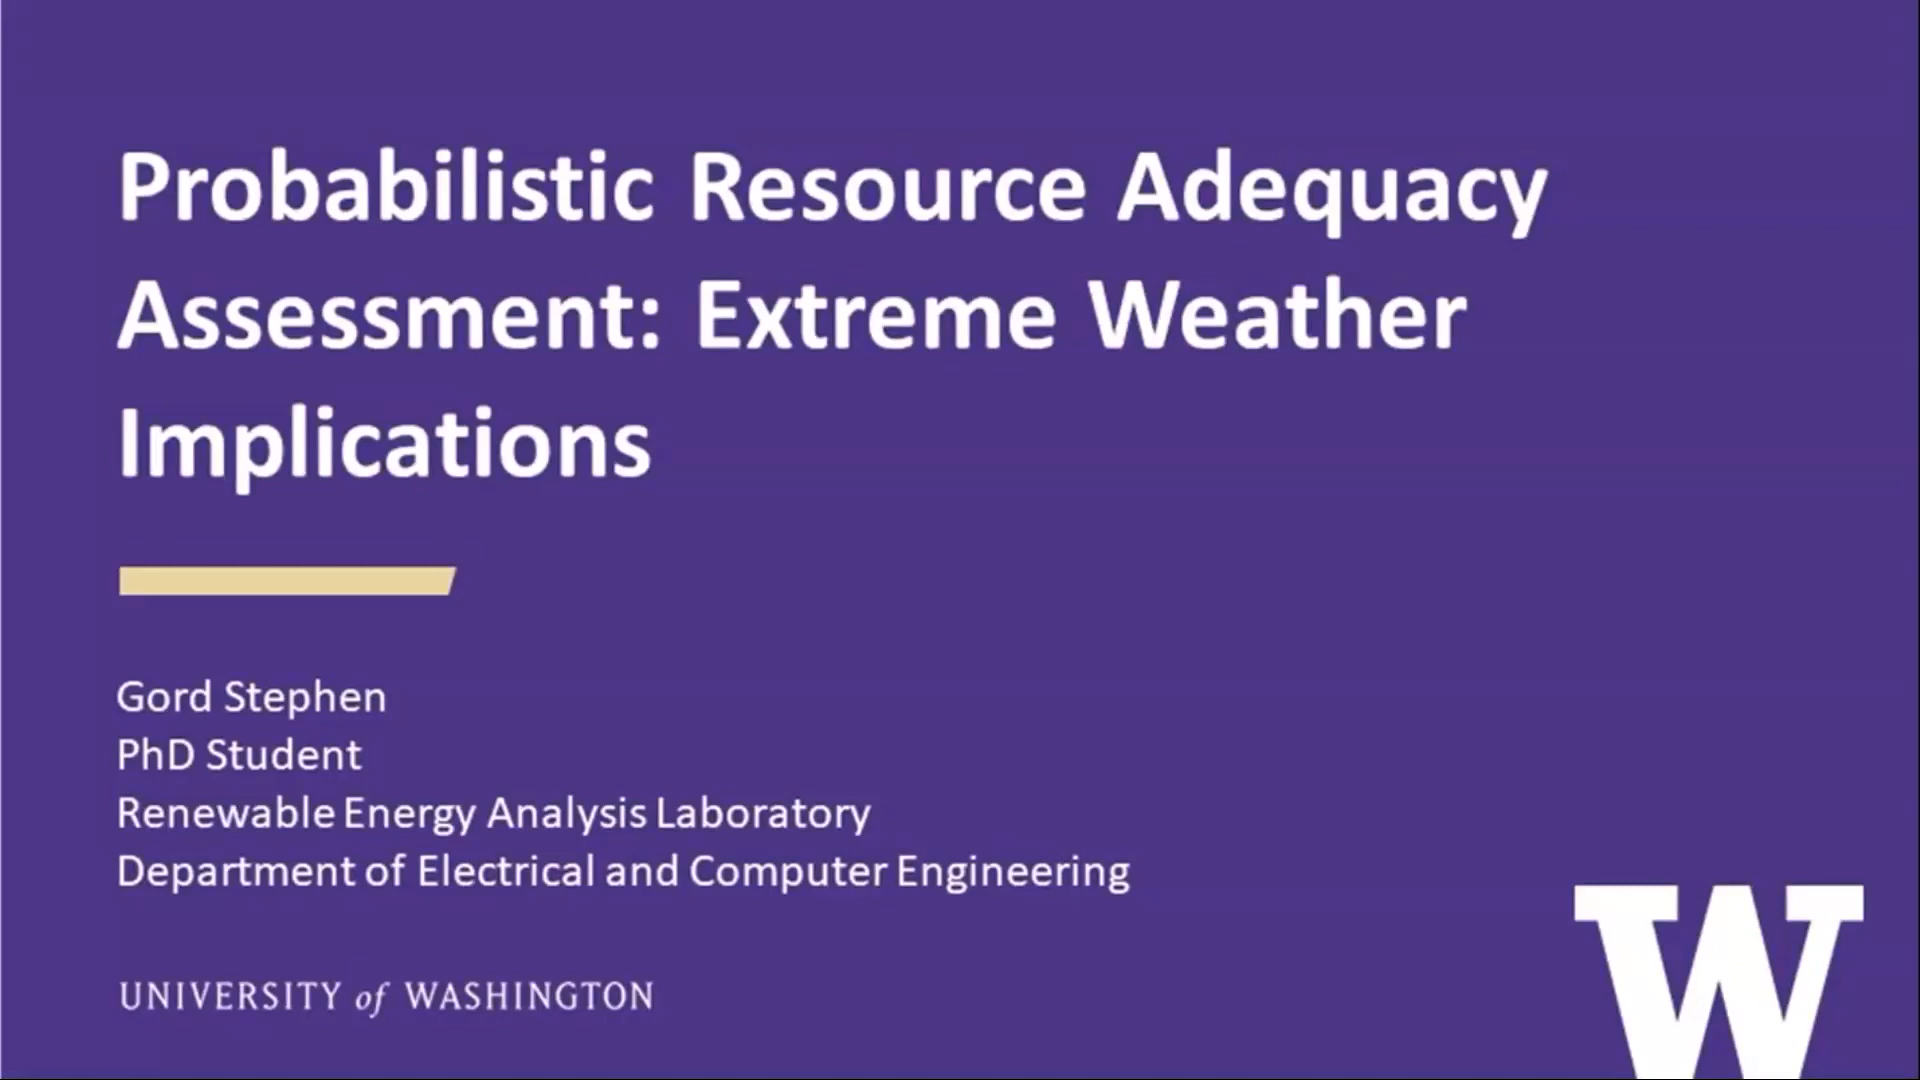 Probabilistic Resource Adequacy
Assessment: Extreme Weather
Implications
Gord Stephen
PhD Student
Renewable Energy Analysis Laboratory
Department of Electrical and Computer Engineering
UNIVERSITY of WASHINGTON
W